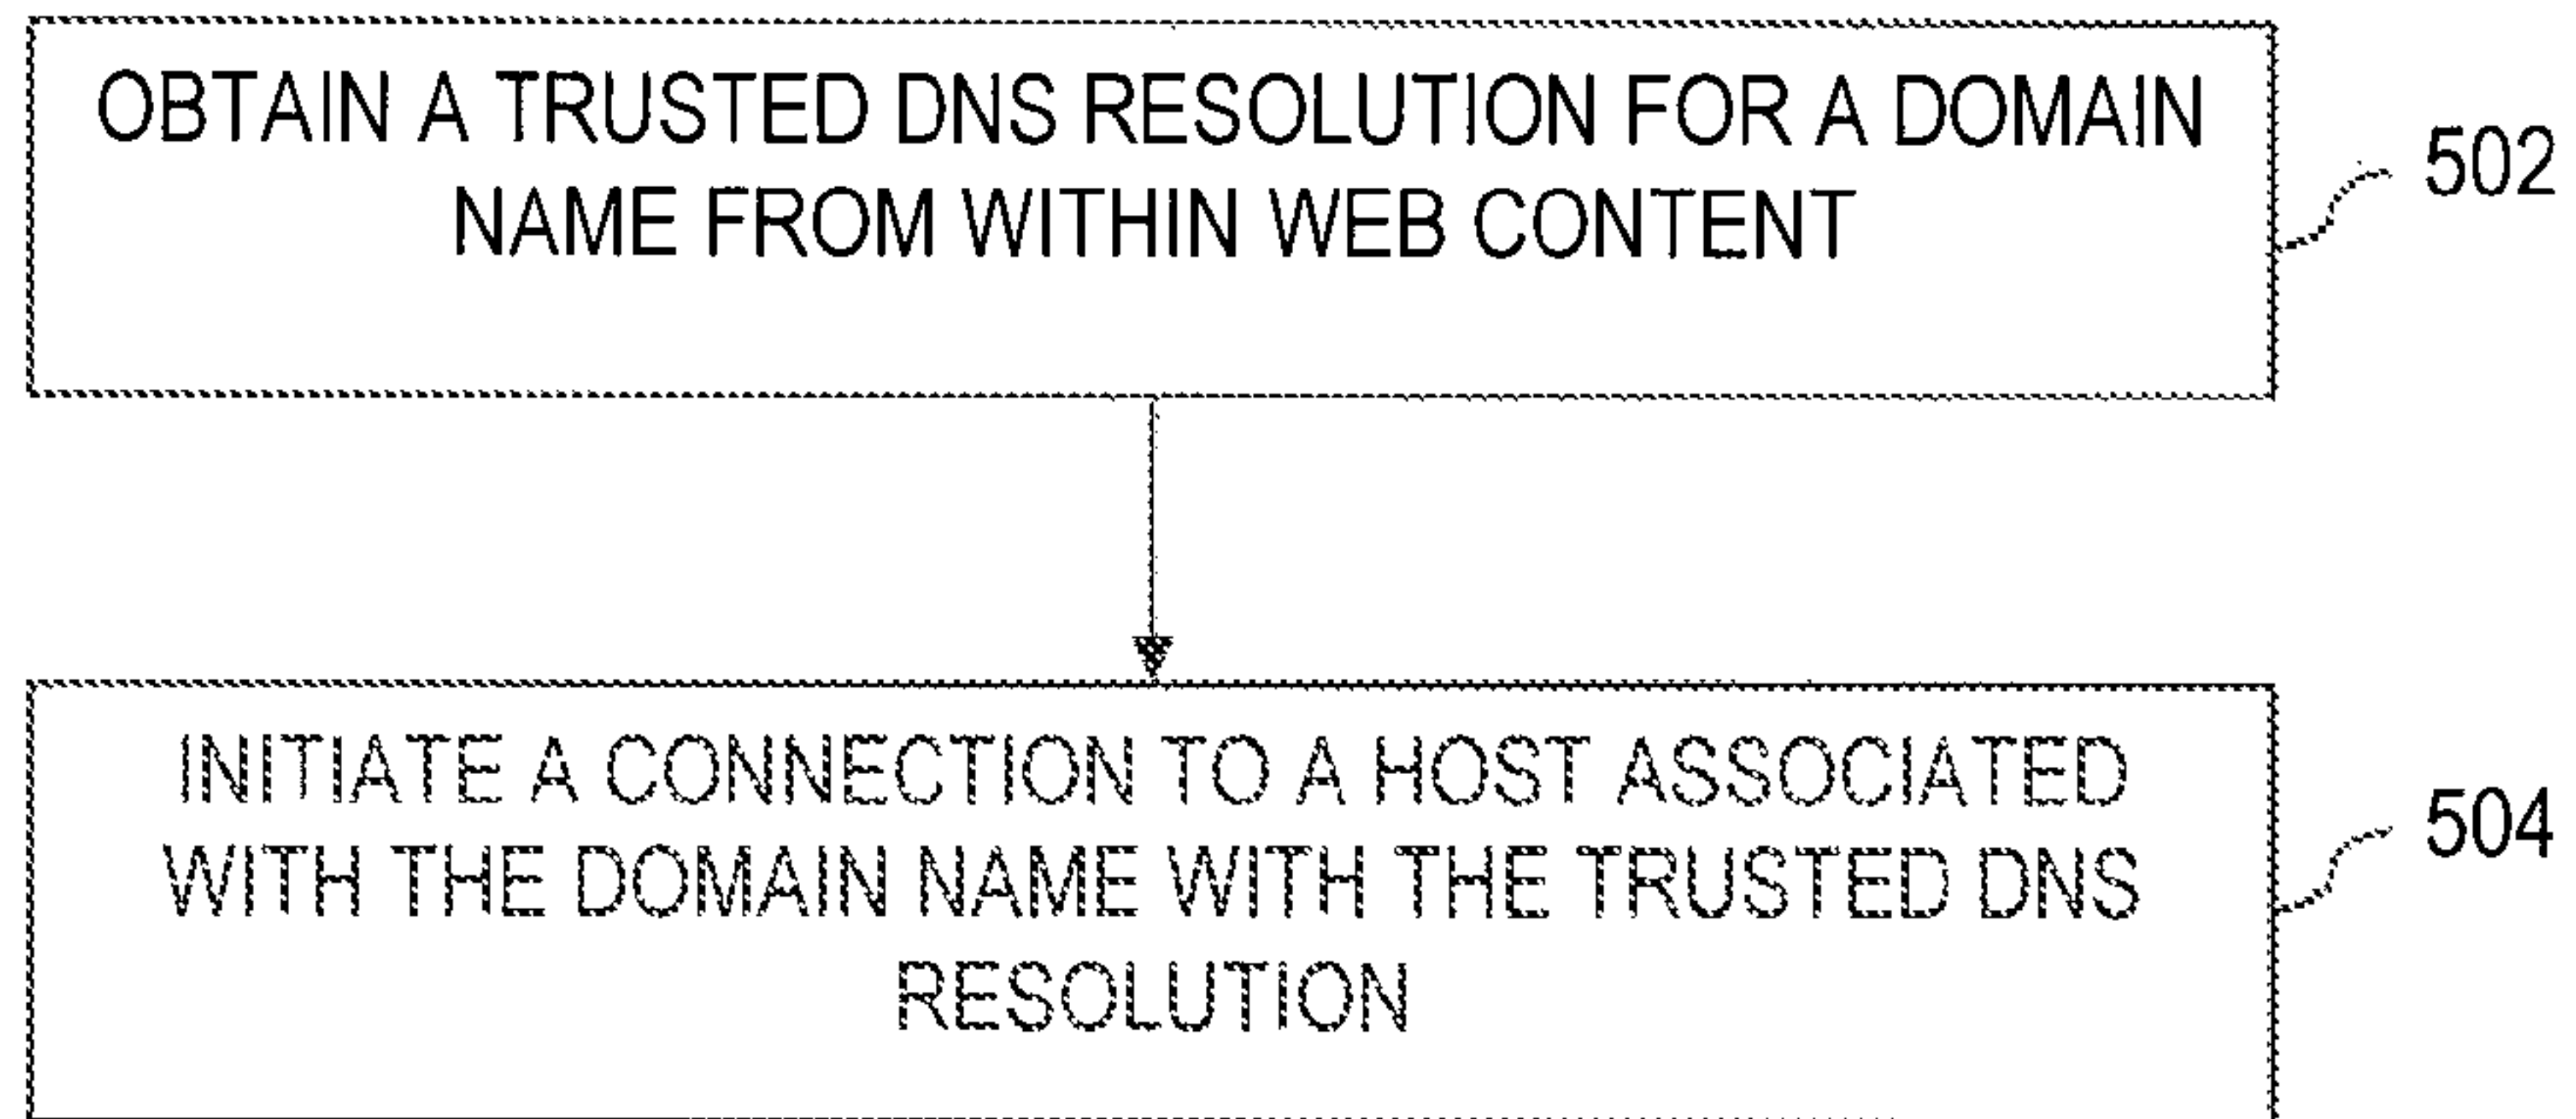 OBTAIN A TRUSTED DNS RESOLUTION FOR A DOMAIN
NAME FROM WITHIN WEB CONTENT
502
INITIATE A CONNECTION TO A HOST ASSOCIATED
WITH THE DOMAIN NAME WITH THE TRUSTED DNS
RESOLUTION
504